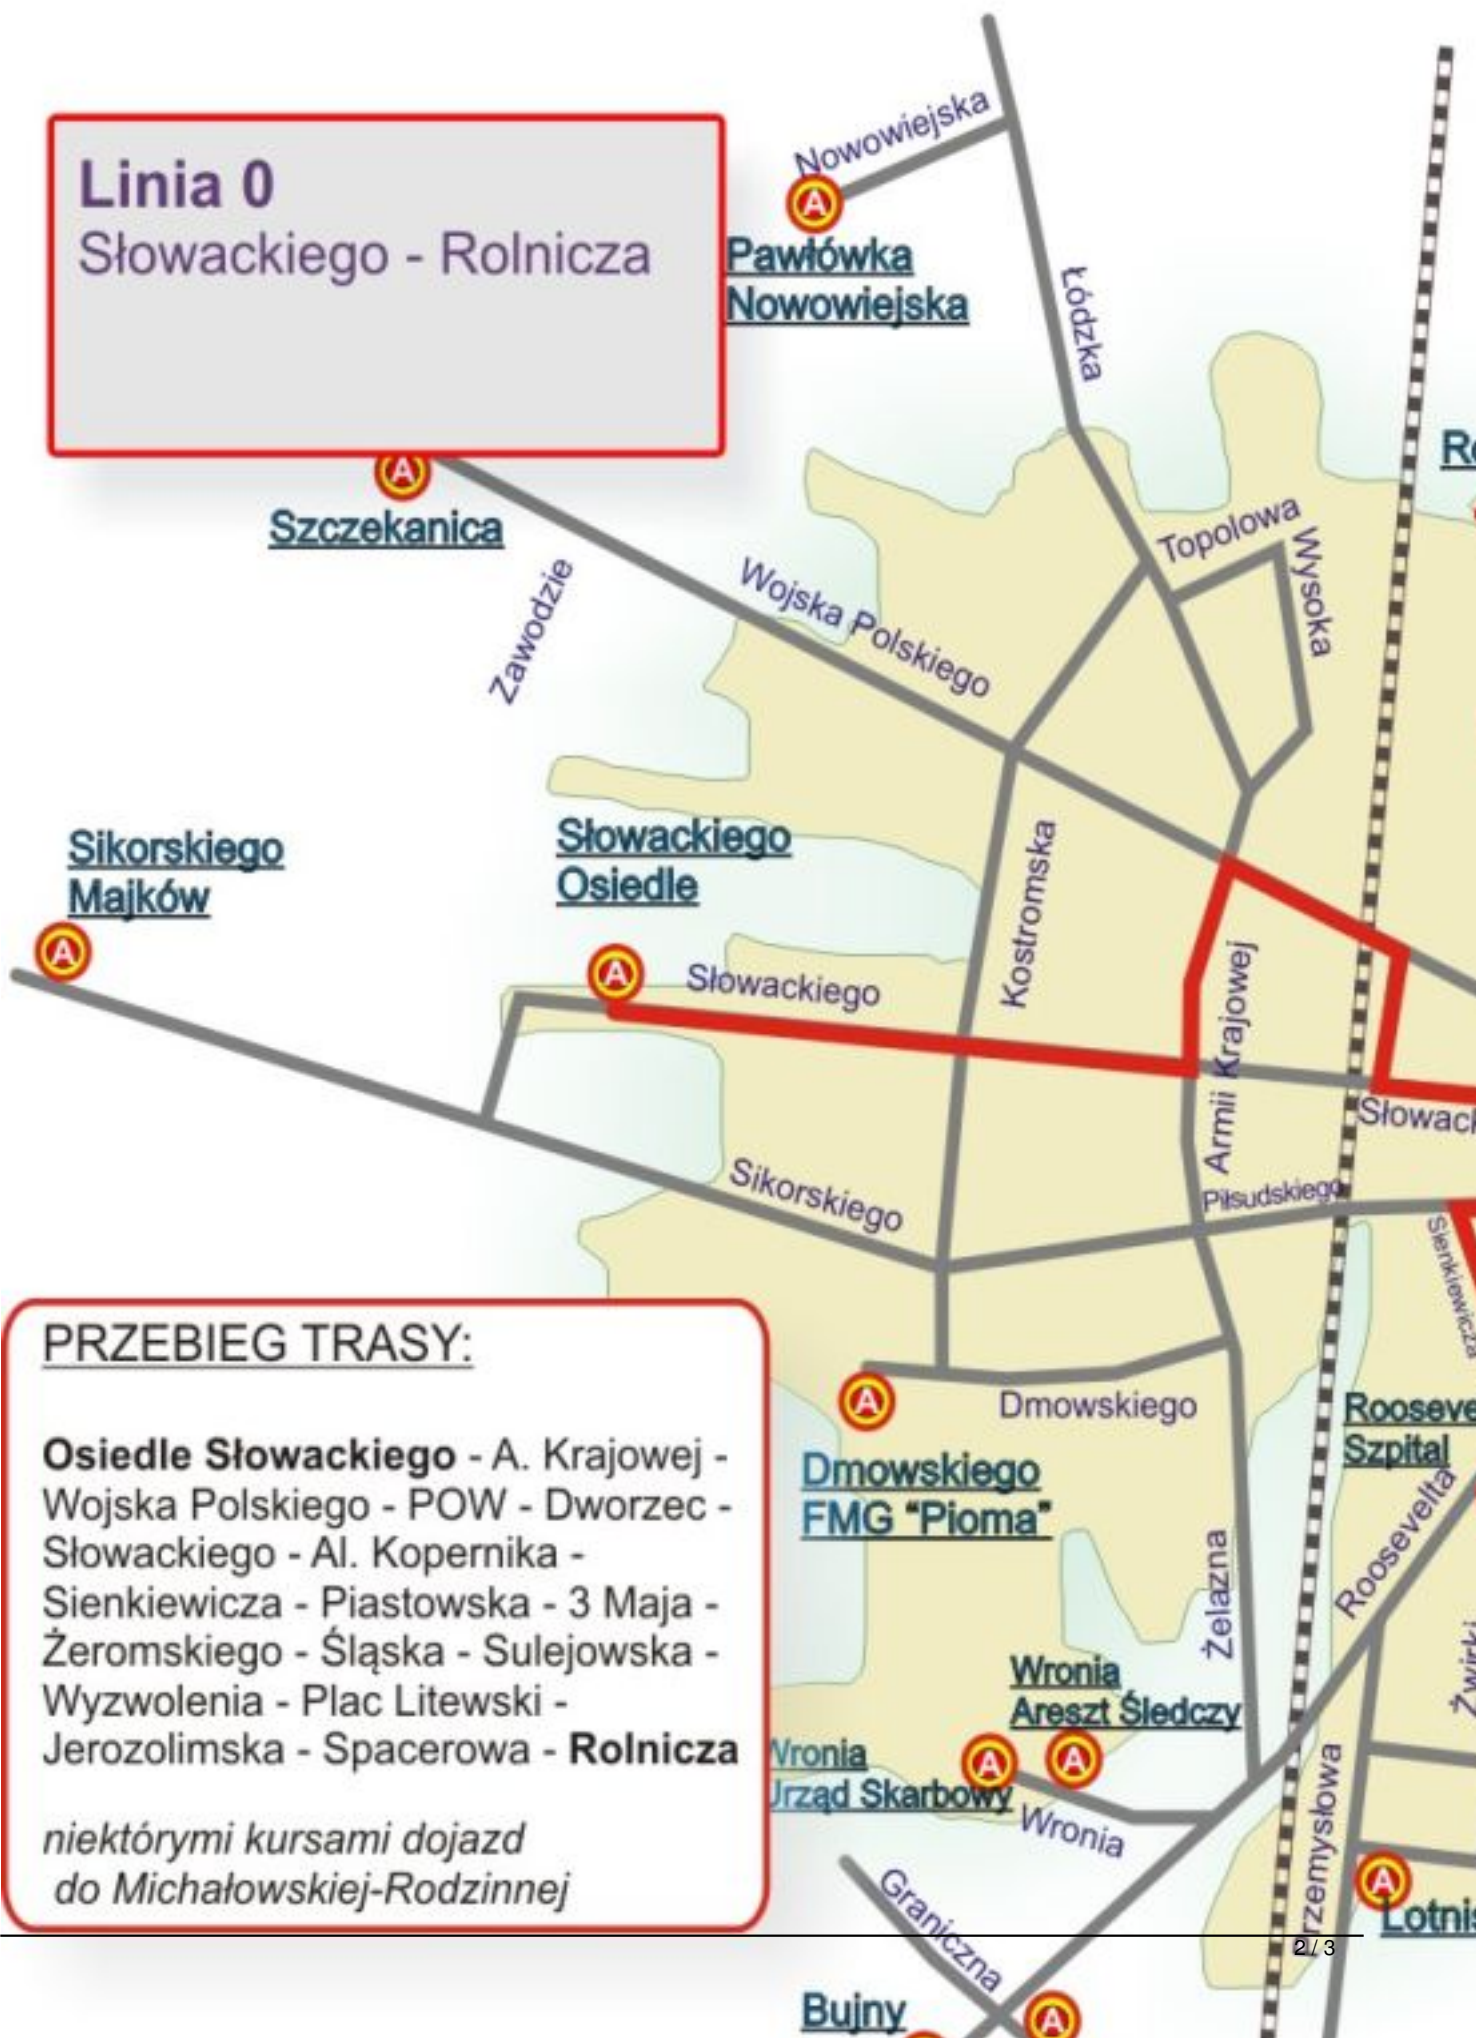 Linia 0
Słowackiego - Rolnicza
Nowowiejska
A
Pawłówka
Nowowiejska
Łódzka
A
Szczekanica
Zawodzie
Wojska Polskiego
Topolowa
Wysoka
Sikorskiego
Majków
A
Słowackiego
Osiedle
A
Słowackiego
Kostromska
Armii Krajowej
Sikorskiego
Piłsudskiego
Sienkiewicza
PRZEBIEG TRASY:
Osiedle Słowackiego - A. Krajowej -
Wojska Polskiego - POW - Dworzec -
Słowackiego - Al. Kopernika -
Sienkiewicza - Piastowska - 3 Maja -
Żeromskiego - Śląska - Sulejowska -
Wyzwolenia - Plac Litewski -
Jerozolimska - Spacerowa - Rolnicza
niektórymi kursami dojazd
do Michałowskiej-Rodzinnej
A
Dmowskiego
Dmowskiego
FMG "Pioma"
Szpital
Roosevelta
Żelazna
Wronia
Areszt Śledczy
A
A
Wronia
Urząd Skarbowy
Wronia
Graniczna
A
2 / 3
Bujny
A